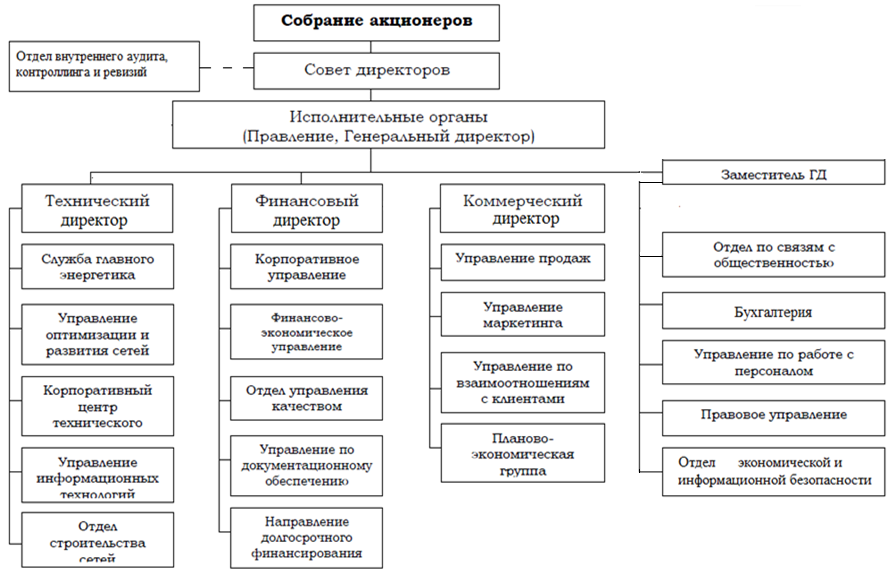 Собрание акционеров
Отдел внутреннего аудита,
контроллинга и ревизий
Совет директоров
Исполнительные органы
(Правление, Генеральный директор)
Заместитель ГД
Технический
директор
Финансовый
директор
Коммерческий
директор
Служба главного
энергетика
Корпоративное
управление
Управление продаж
Отдел по связям с
общественностью
Управление
оптимизации и
развития сетей
Финансово-
экономическое
управление
Управление
маркетинга
Бухгалтерия
Корпоративный
центр
технического
Отдел управления
качеством
Управление по
взаимоотношениям
с клиентами
Управление по работе с
персоналом
Правовое управление
Управление
информационных
технологий
Управление по
документационному
обеспечению
Планово-
экономическая
группа
Отдел экономической и
информационной безопасности
Отдел
строительства
сетей
Направление
долгосрочного
финансирования